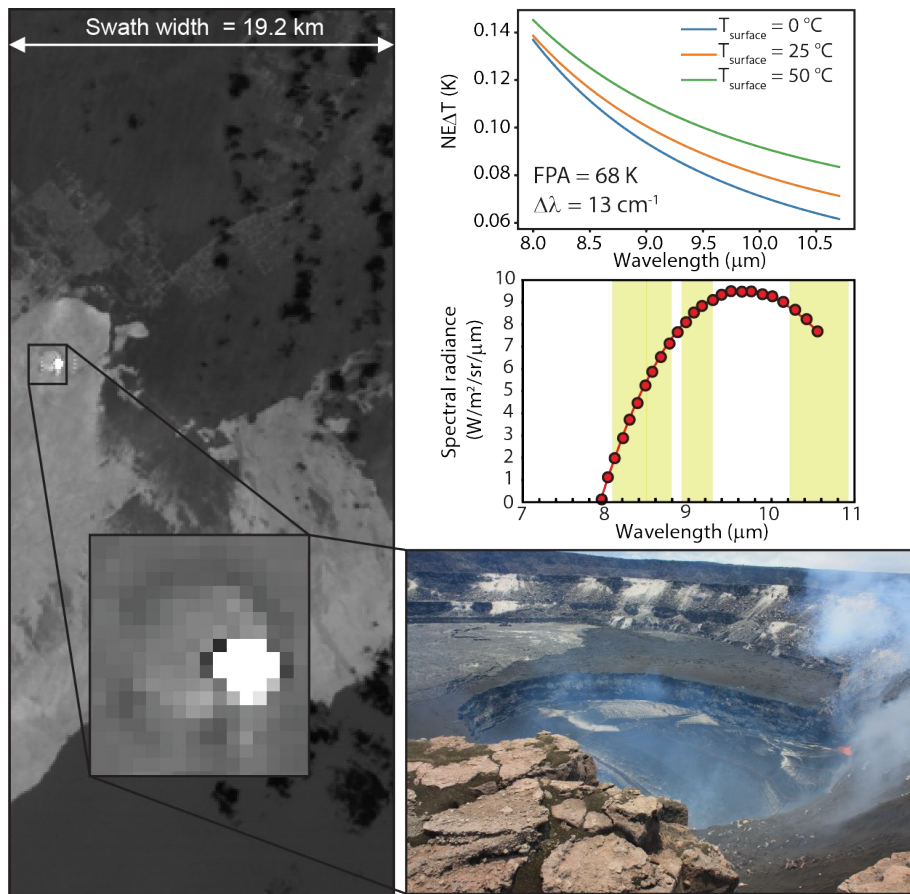 Swath width = 19.2 km
NEΔT (K)
0.14
0.12
0.10
0.08
0.06
T surface = 0 °C
T surface = 25 °C
T surface = 50 °C
FPA = 68 K
Δλ = 13 cm-1
8.0 8.5 9.0 9.5 10.0 10.5
Wavelength (μm)
Spectral radiance
(W/m²/sr/μm)
10
9
8
7
6
5
4
3
2
1
0
7 8 9 10 11
Wavelength (μm)